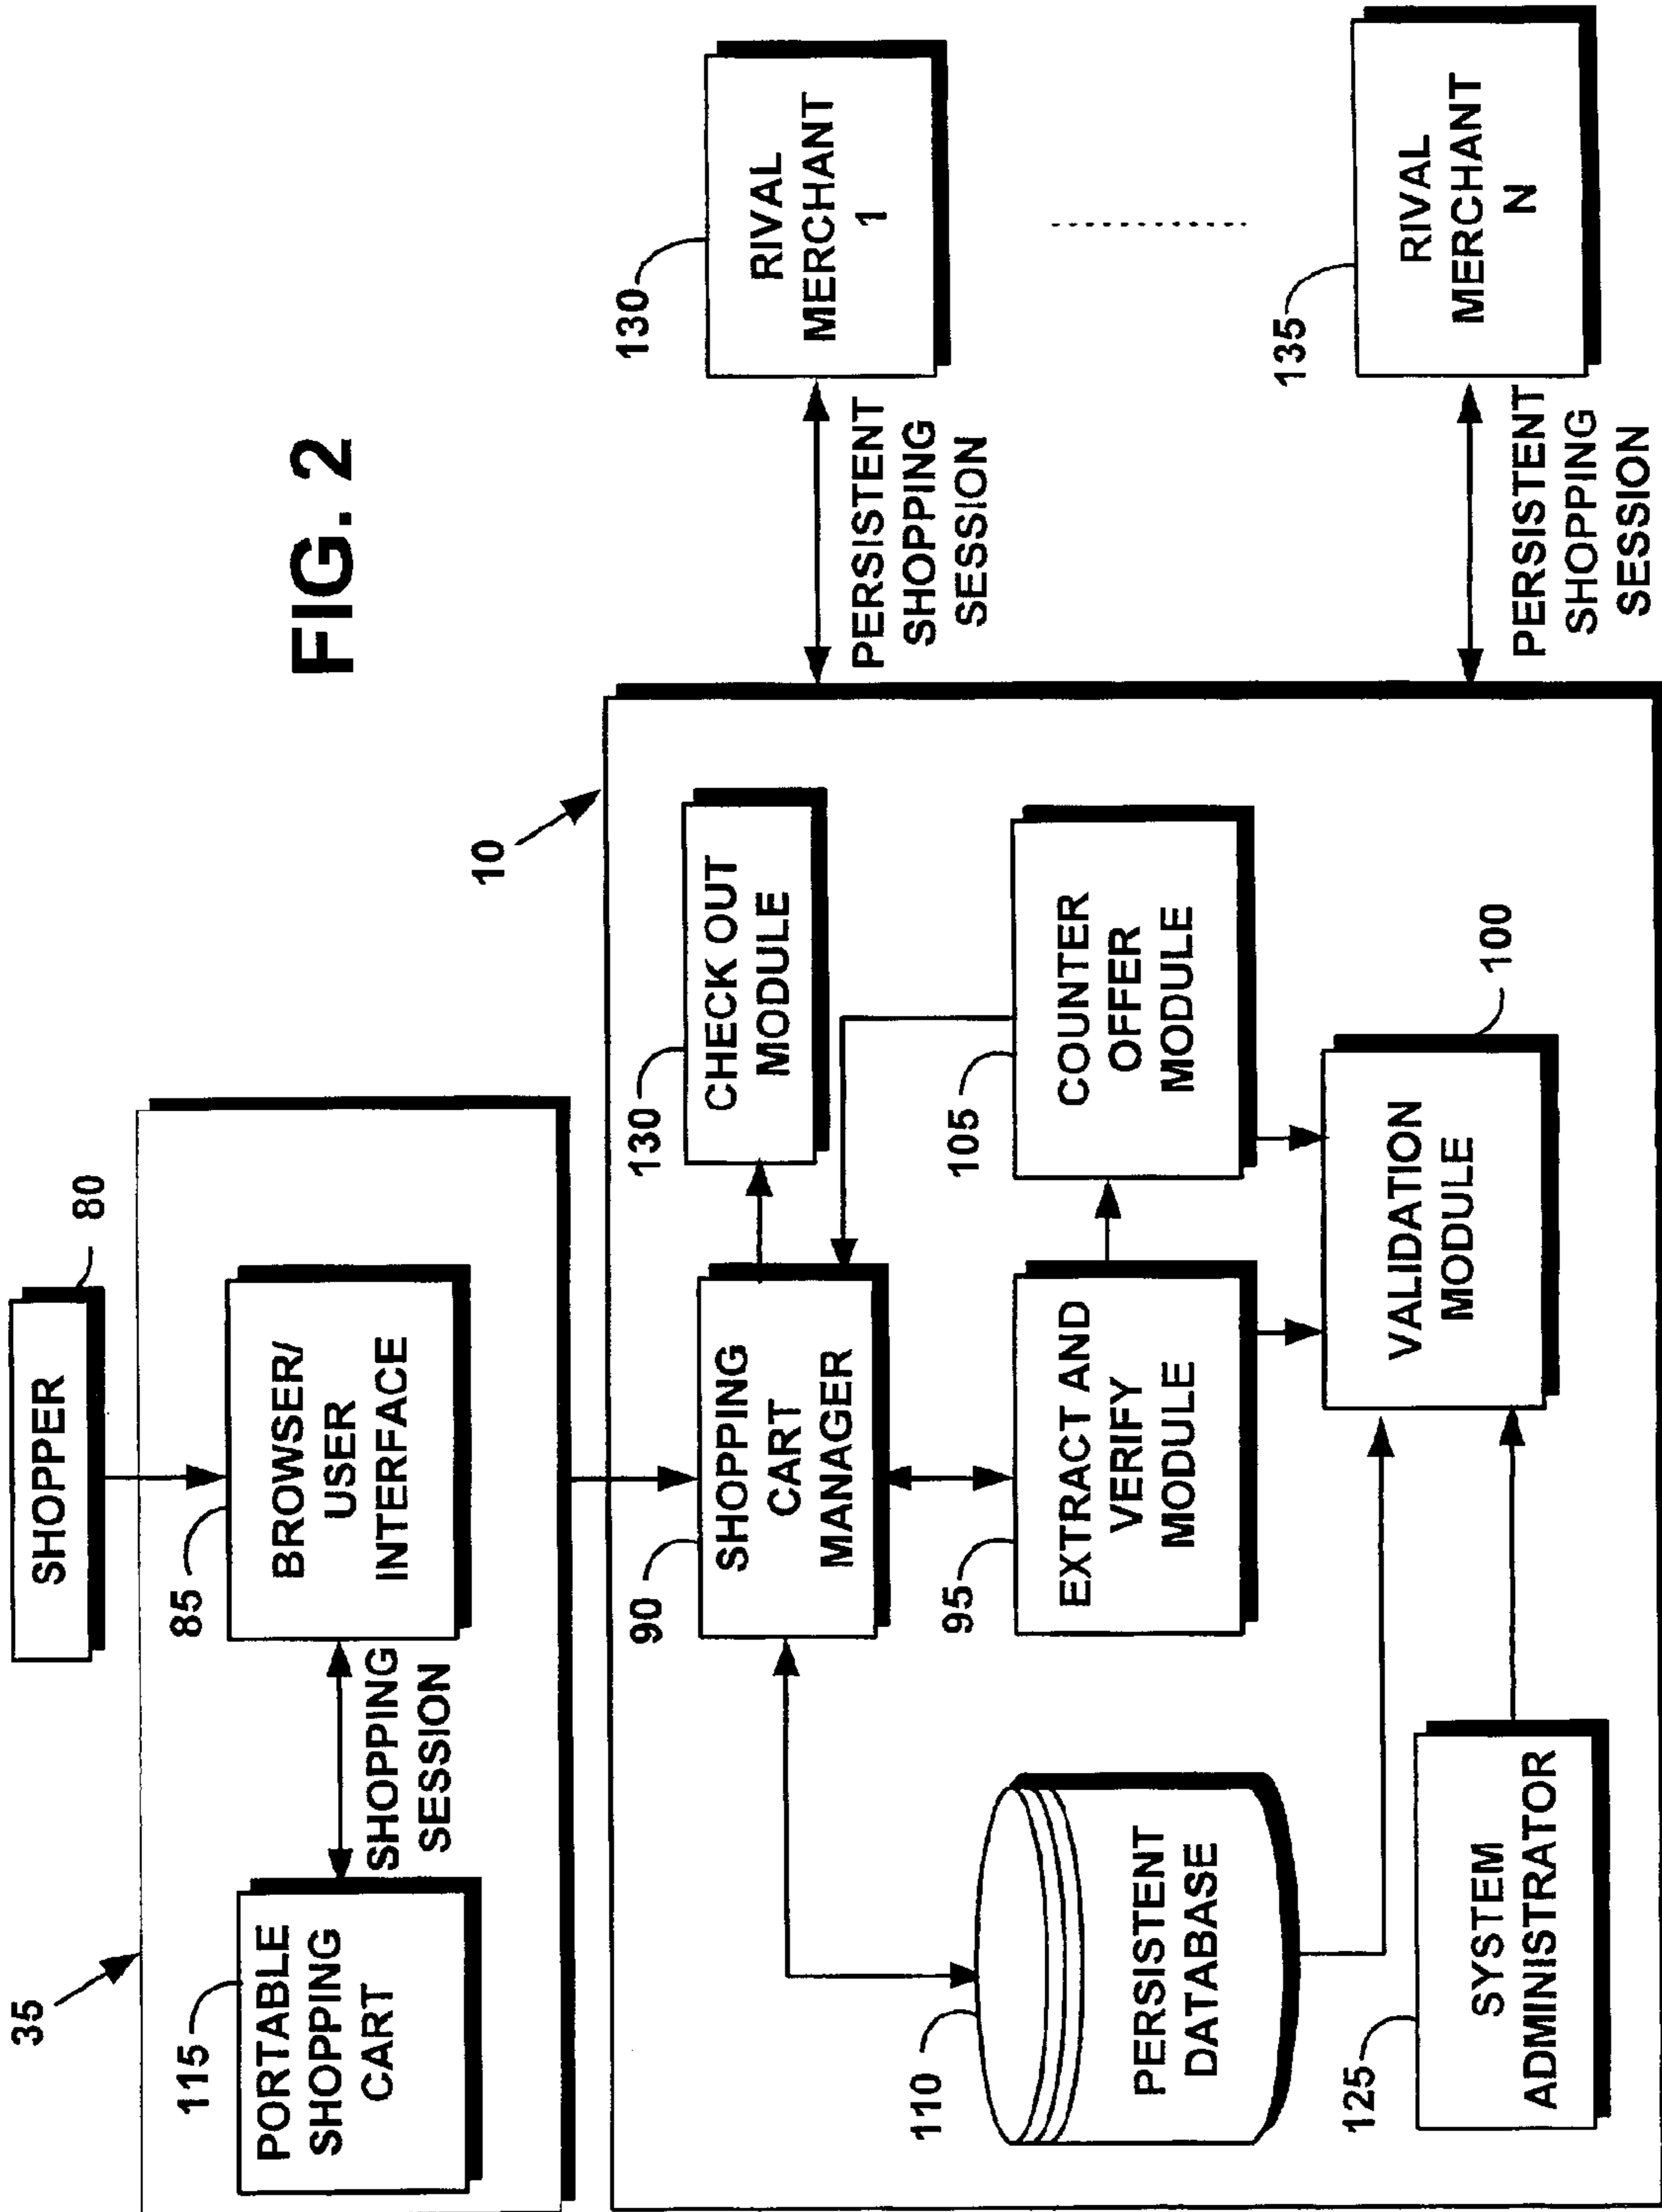 FIG. 2
35
SHOPPER
80
115
PORTABLE
SHOPPING
CART
SHOPPING
SESSION
85
BROWSER/
USER
INTERFACE
10
90
SHOPPING
CART
MANAGER
130
CHECK OUT
MODULE
95
EXTRACT AND
VERIFY
MODULE
105
COUNTER
OFFER
MODULE
110
PERSISTENT
DATABASE
VALIDATION
MODULE
100
125
SYSTEM
ADMINISTRATOR
PERSISTENT
SHOPPING
SESSION
130
RIVAL
MERCHANT
1
PERSISTENT
SHOPPING
SESSION
135
RIVAL
MERCHANT
N